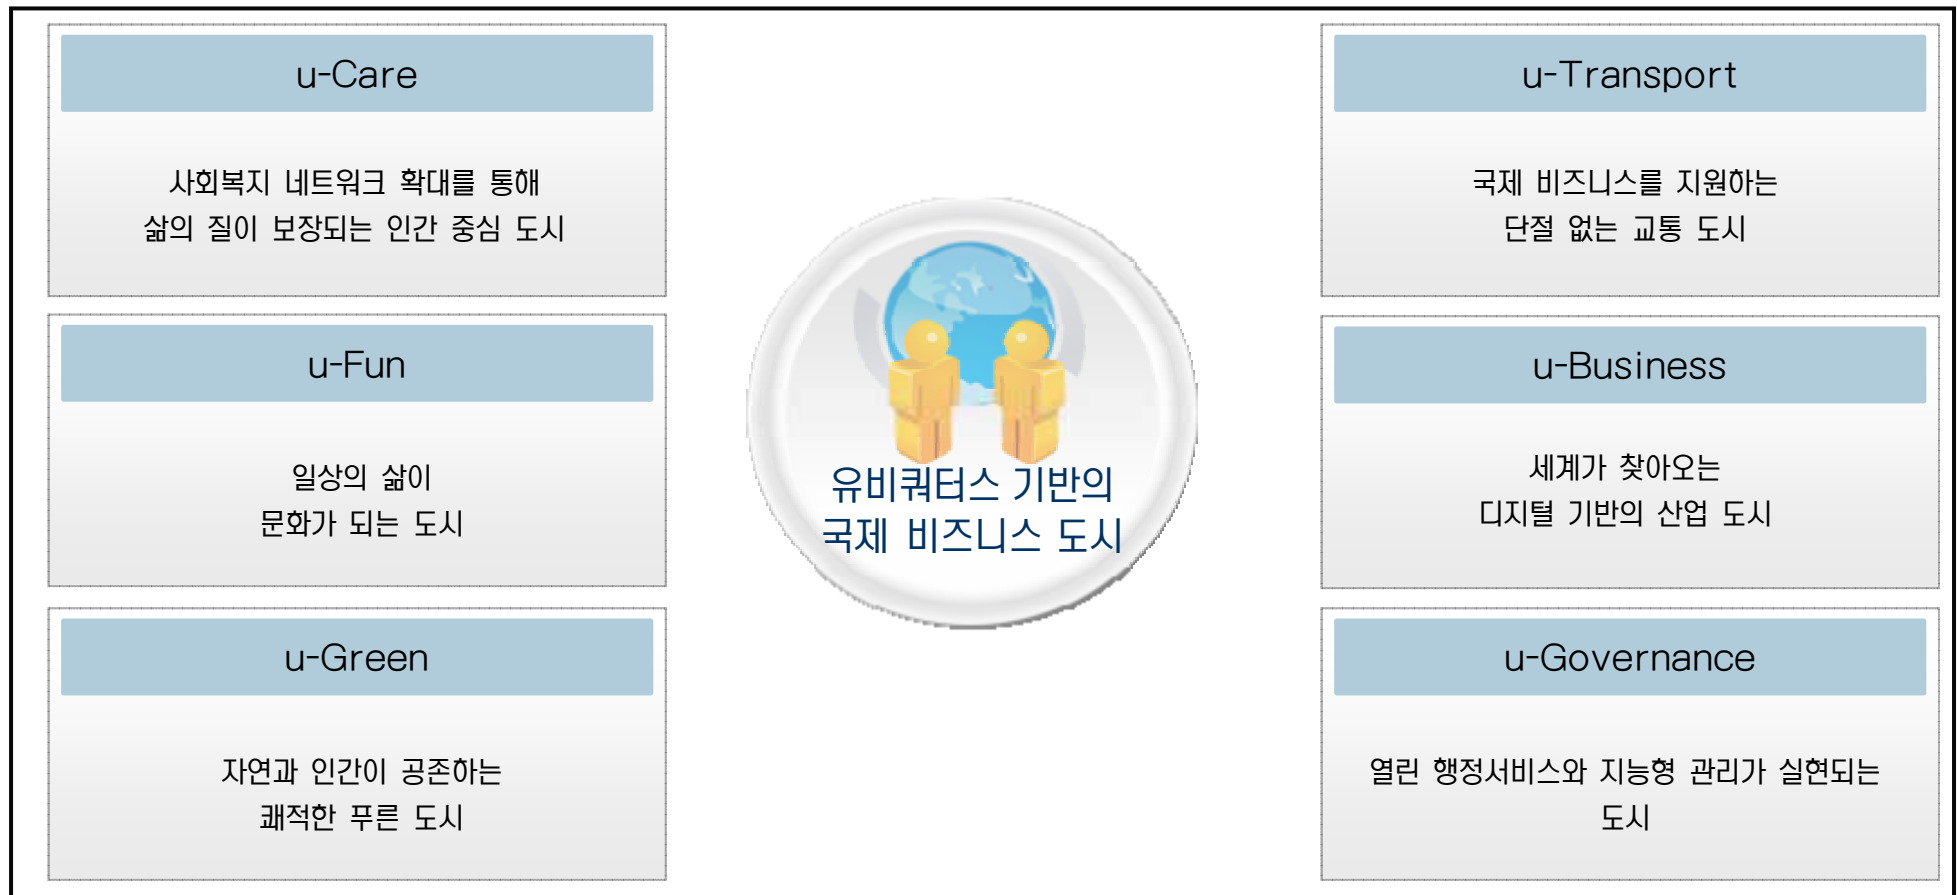 u-Care
사회복지 네트워크 확대를 통해
삶의 질이 보장되는 인간 중심 도시
u-Fun
일상의 삶이
문화가 되는 도시
u-Green
자연과 인간이 공존하는
쾌적한 푸른 도시
유비쿼터스 기반의
국제 비즈니스 도시
u-Transport
국제 비즈니스를 지원하는
단절 없는 교통 도시
u-Business
세계가 찾아오는
디지털 기반의 산업 도시
u-Governance
열린 행정서비스와 지능형 관리가 실현되는
도시